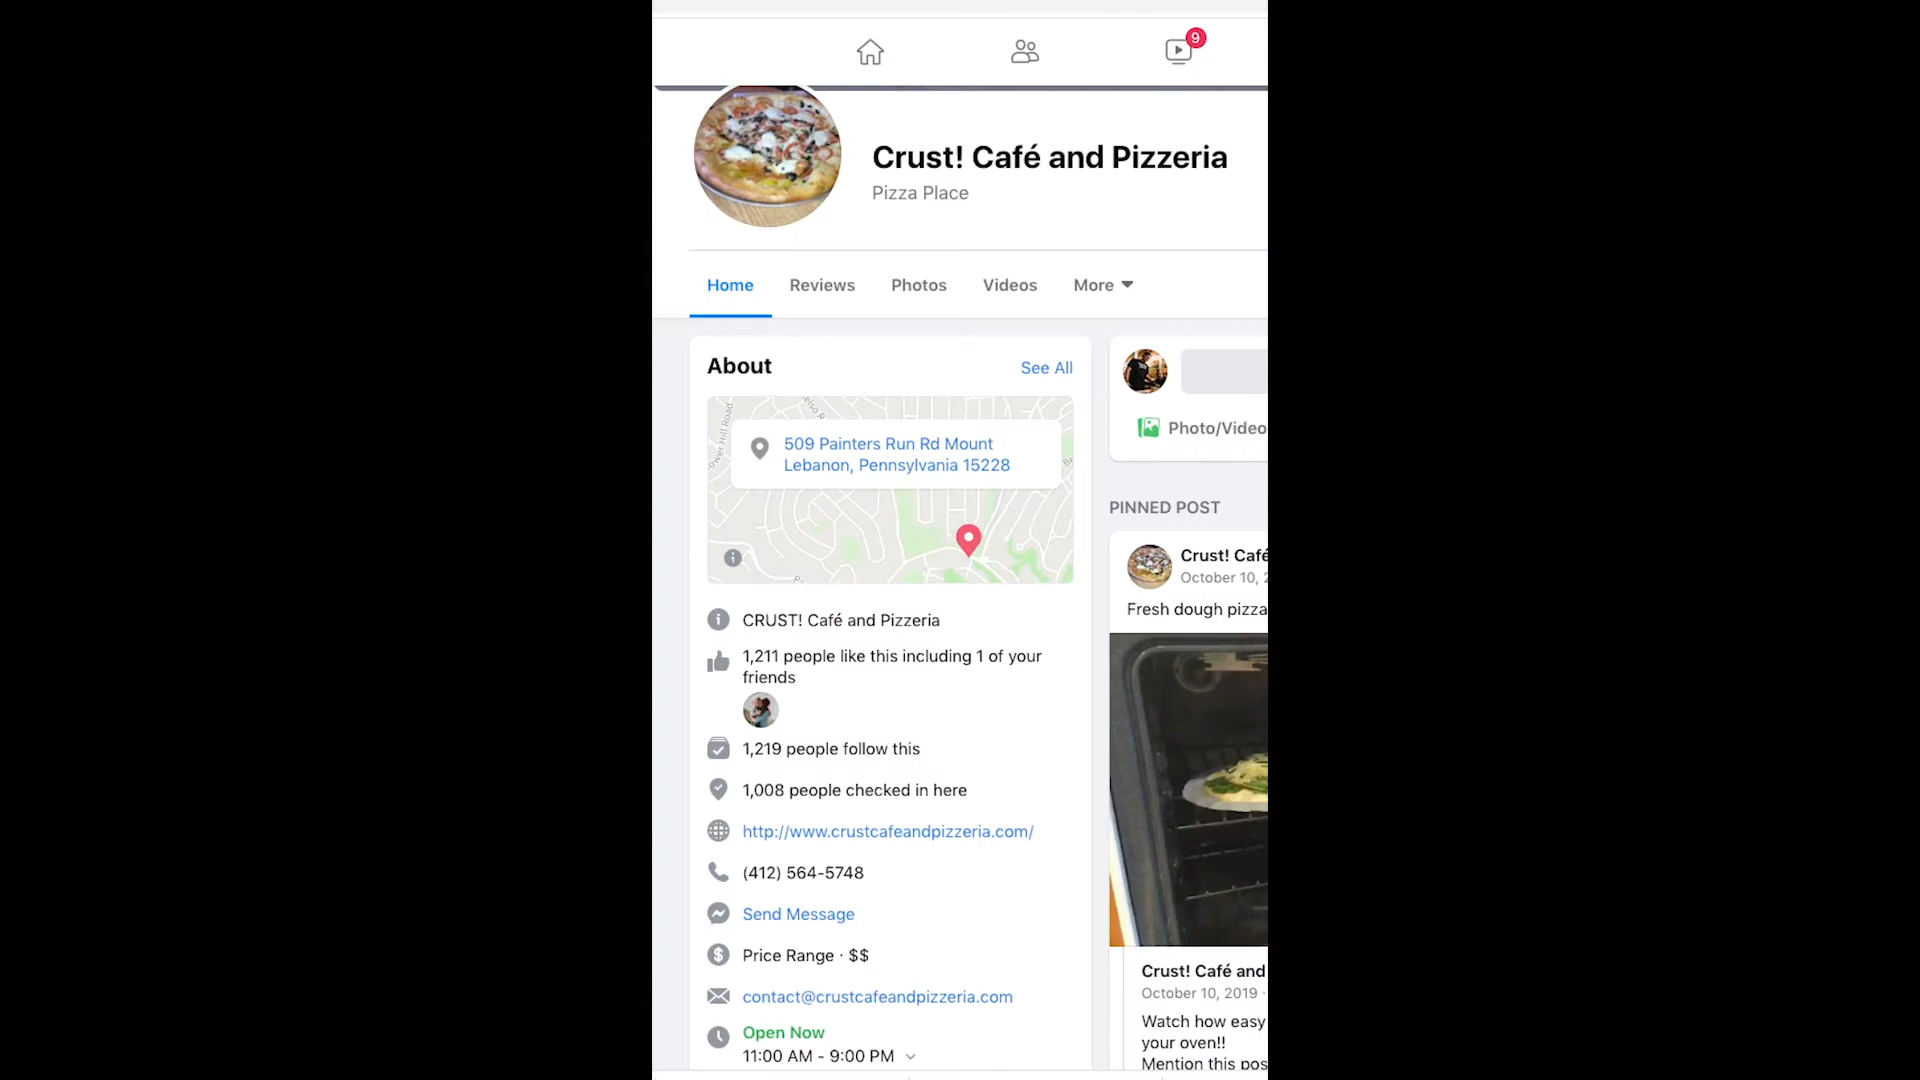 9
Crust! Café and Pizzeria
Pizza Place
Home Reviews Photos Videos More
About
See All
509 Painters Run Rd Mount
Lebanon, Pennsylvania 15228
CRUST! Café and Pizzeria
1,211 people like this including 1 of your
friends
1,219 people follow this
1,008 people checked in here
http://www.crustcafeandpizzeria.com/
(412) 564-5748
Send Message
Price Range · $$
contact@crustcafeandpizzeria.com
Open Now
11:00 AM - 9:00 PM
Photo/Video
PINNED POST
Crust! Café
October 10, 2
Fresh dough pizza
Crust! Café and
October 10, 2019 ·
Watch how easy
your oven!!
Mention this pos